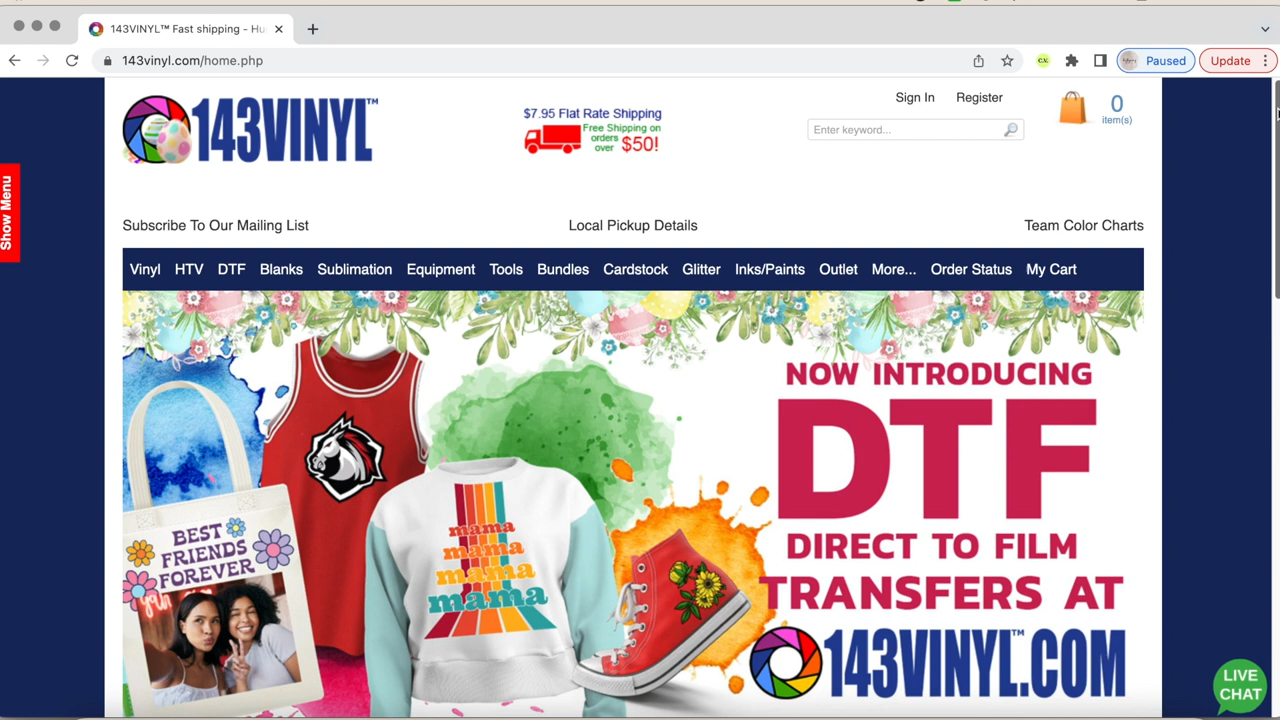 143VINYL™ Fast shipping - Hu
143vinyl.com/home.php
Paused
Update
143VINYL™
$7.95 Flat Rate Shipping
Free Shipping on
orders
over $50!
Sign In
Register
0
item(s)
Enter keyword...
Show Menu
Subscribe To Our Mailing List
Local Pickup Details
Team Color Charts
Vinyl HTV DTF Blanks Sublimation Equipment Tools Bundles Cardstock Glitter Inks/Paints Outlet More... Order Status My Cart
NOW INTRODUCING
DTF
DIRECT TO FILM
TRANSFERS AT
143VINYL™.COM
BEST
FRIENDS
FOREVER
mama
mama
mama
mama
LIVE
CHAT